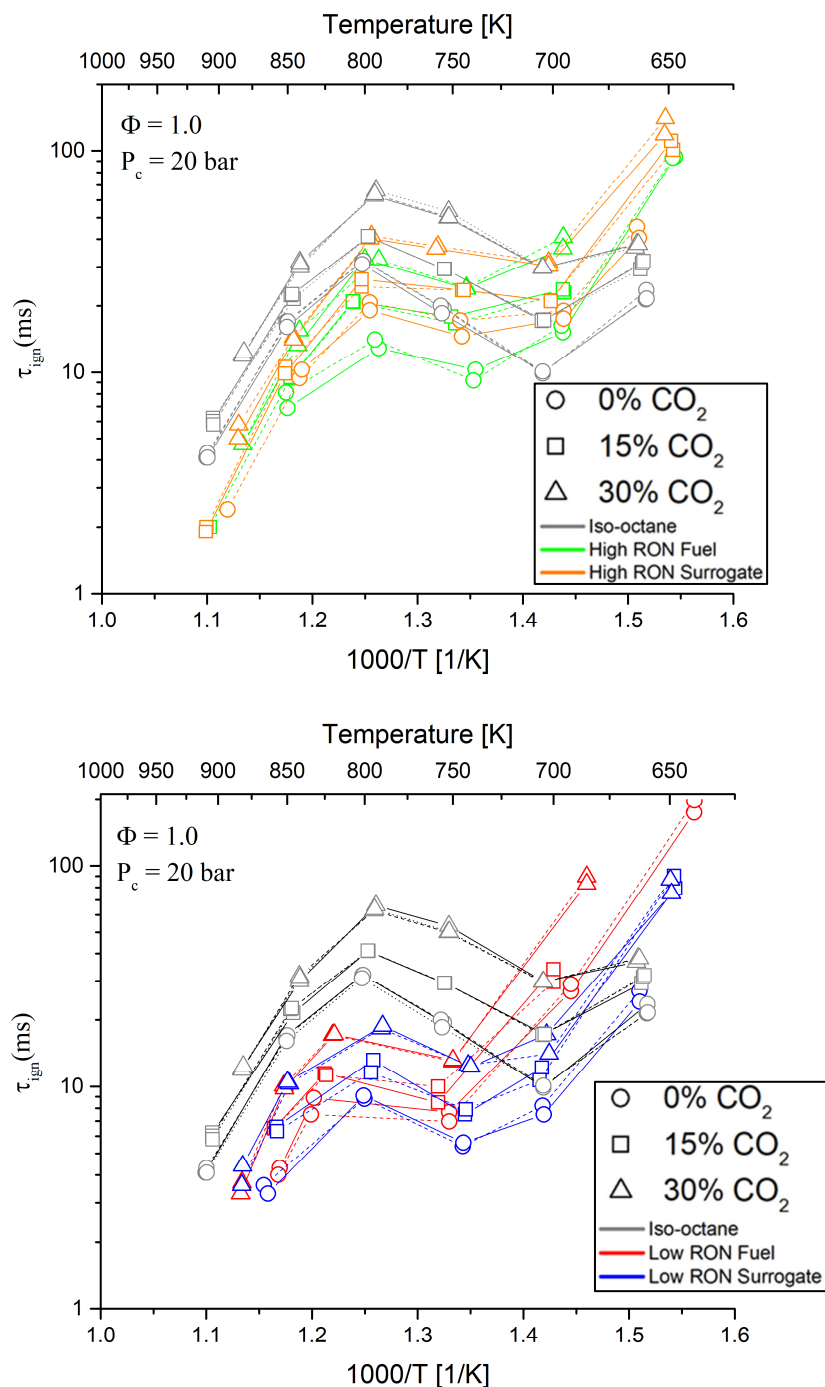 Temperature [K]
1000 950 900 850 800 750 700 650
Φ = 1.0
P_c = 20 bar
100
10
1
τ_ign(ms)
0% CO₂
15% CO₂
30% CO₂
Iso-octane
High RON Fuel
High RON Surrogate
1.0 1.1 1.2 1.3 1.4 1.5 1.6
1000/T [1/K]
Temperature [K]
1000 950 900 850 800 750 700 650
Φ = 1.0
P_c = 20 bar
100
10
1
τ_ign(ms)
0% CO₂
15% CO₂
30% CO₂
Iso-octane
Low RON Fuel
Low RON Surrogate
1.0 1.1 1.2 1.3 1.4 1.5 1.6
1000/T [1/K]